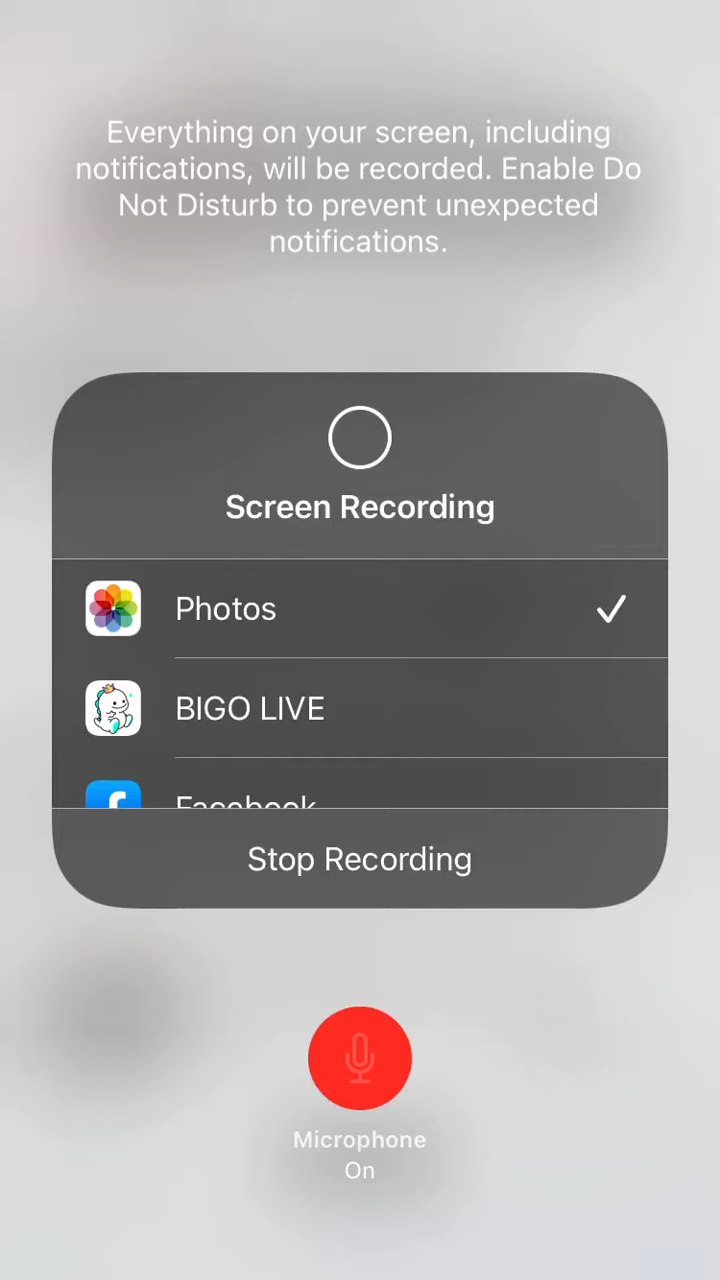 Everything on your screen, including
notifications, will be recorded. Enable Do
Not Disturb to prevent unexpected
notifications.
Screen Recording
Photos
BIGO LIVE
Facebook
Stop Recording
Microphone
On